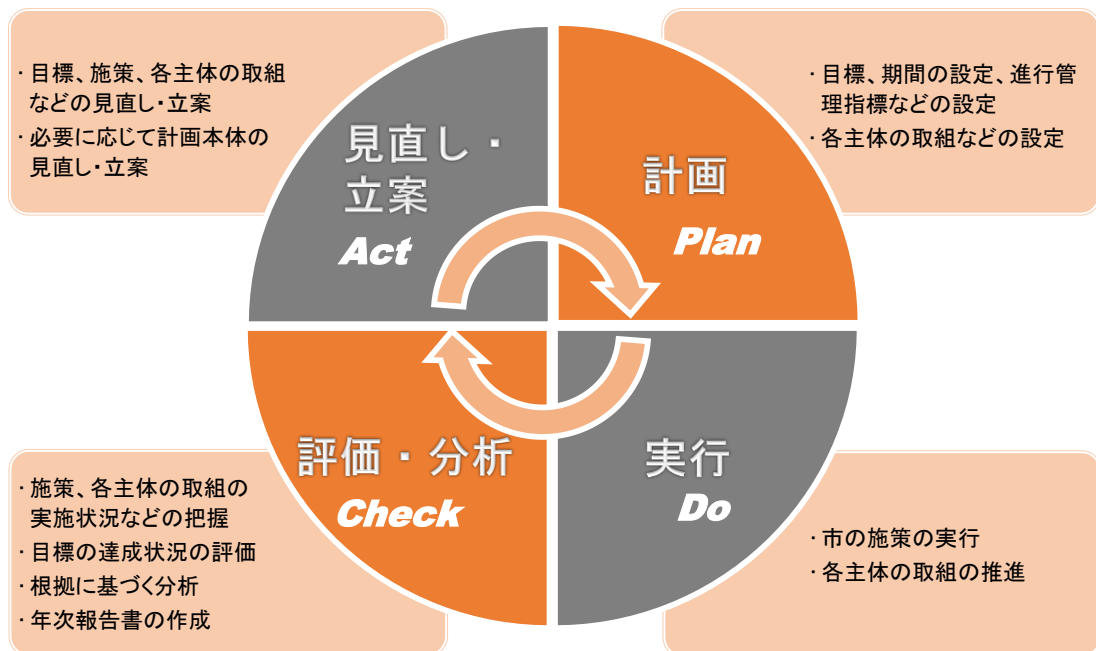 ・目標、施策、各主体の取組
などの見直し・立案
・必要に応じて計画本体の
見直し・立案
見直し・
立案
Act
計画
Plan
・目標、期間の設定、進行管
理指標などの設定
・各主体の取組などの設定
・施策、各主体の取組の
実施状況などの把握
・目標の達成状況の評価
・根拠に基づく分析
・年次報告書の作成
評価・分析
Check
実行
Do
・市の施策の実行
・各主体の取組の推進